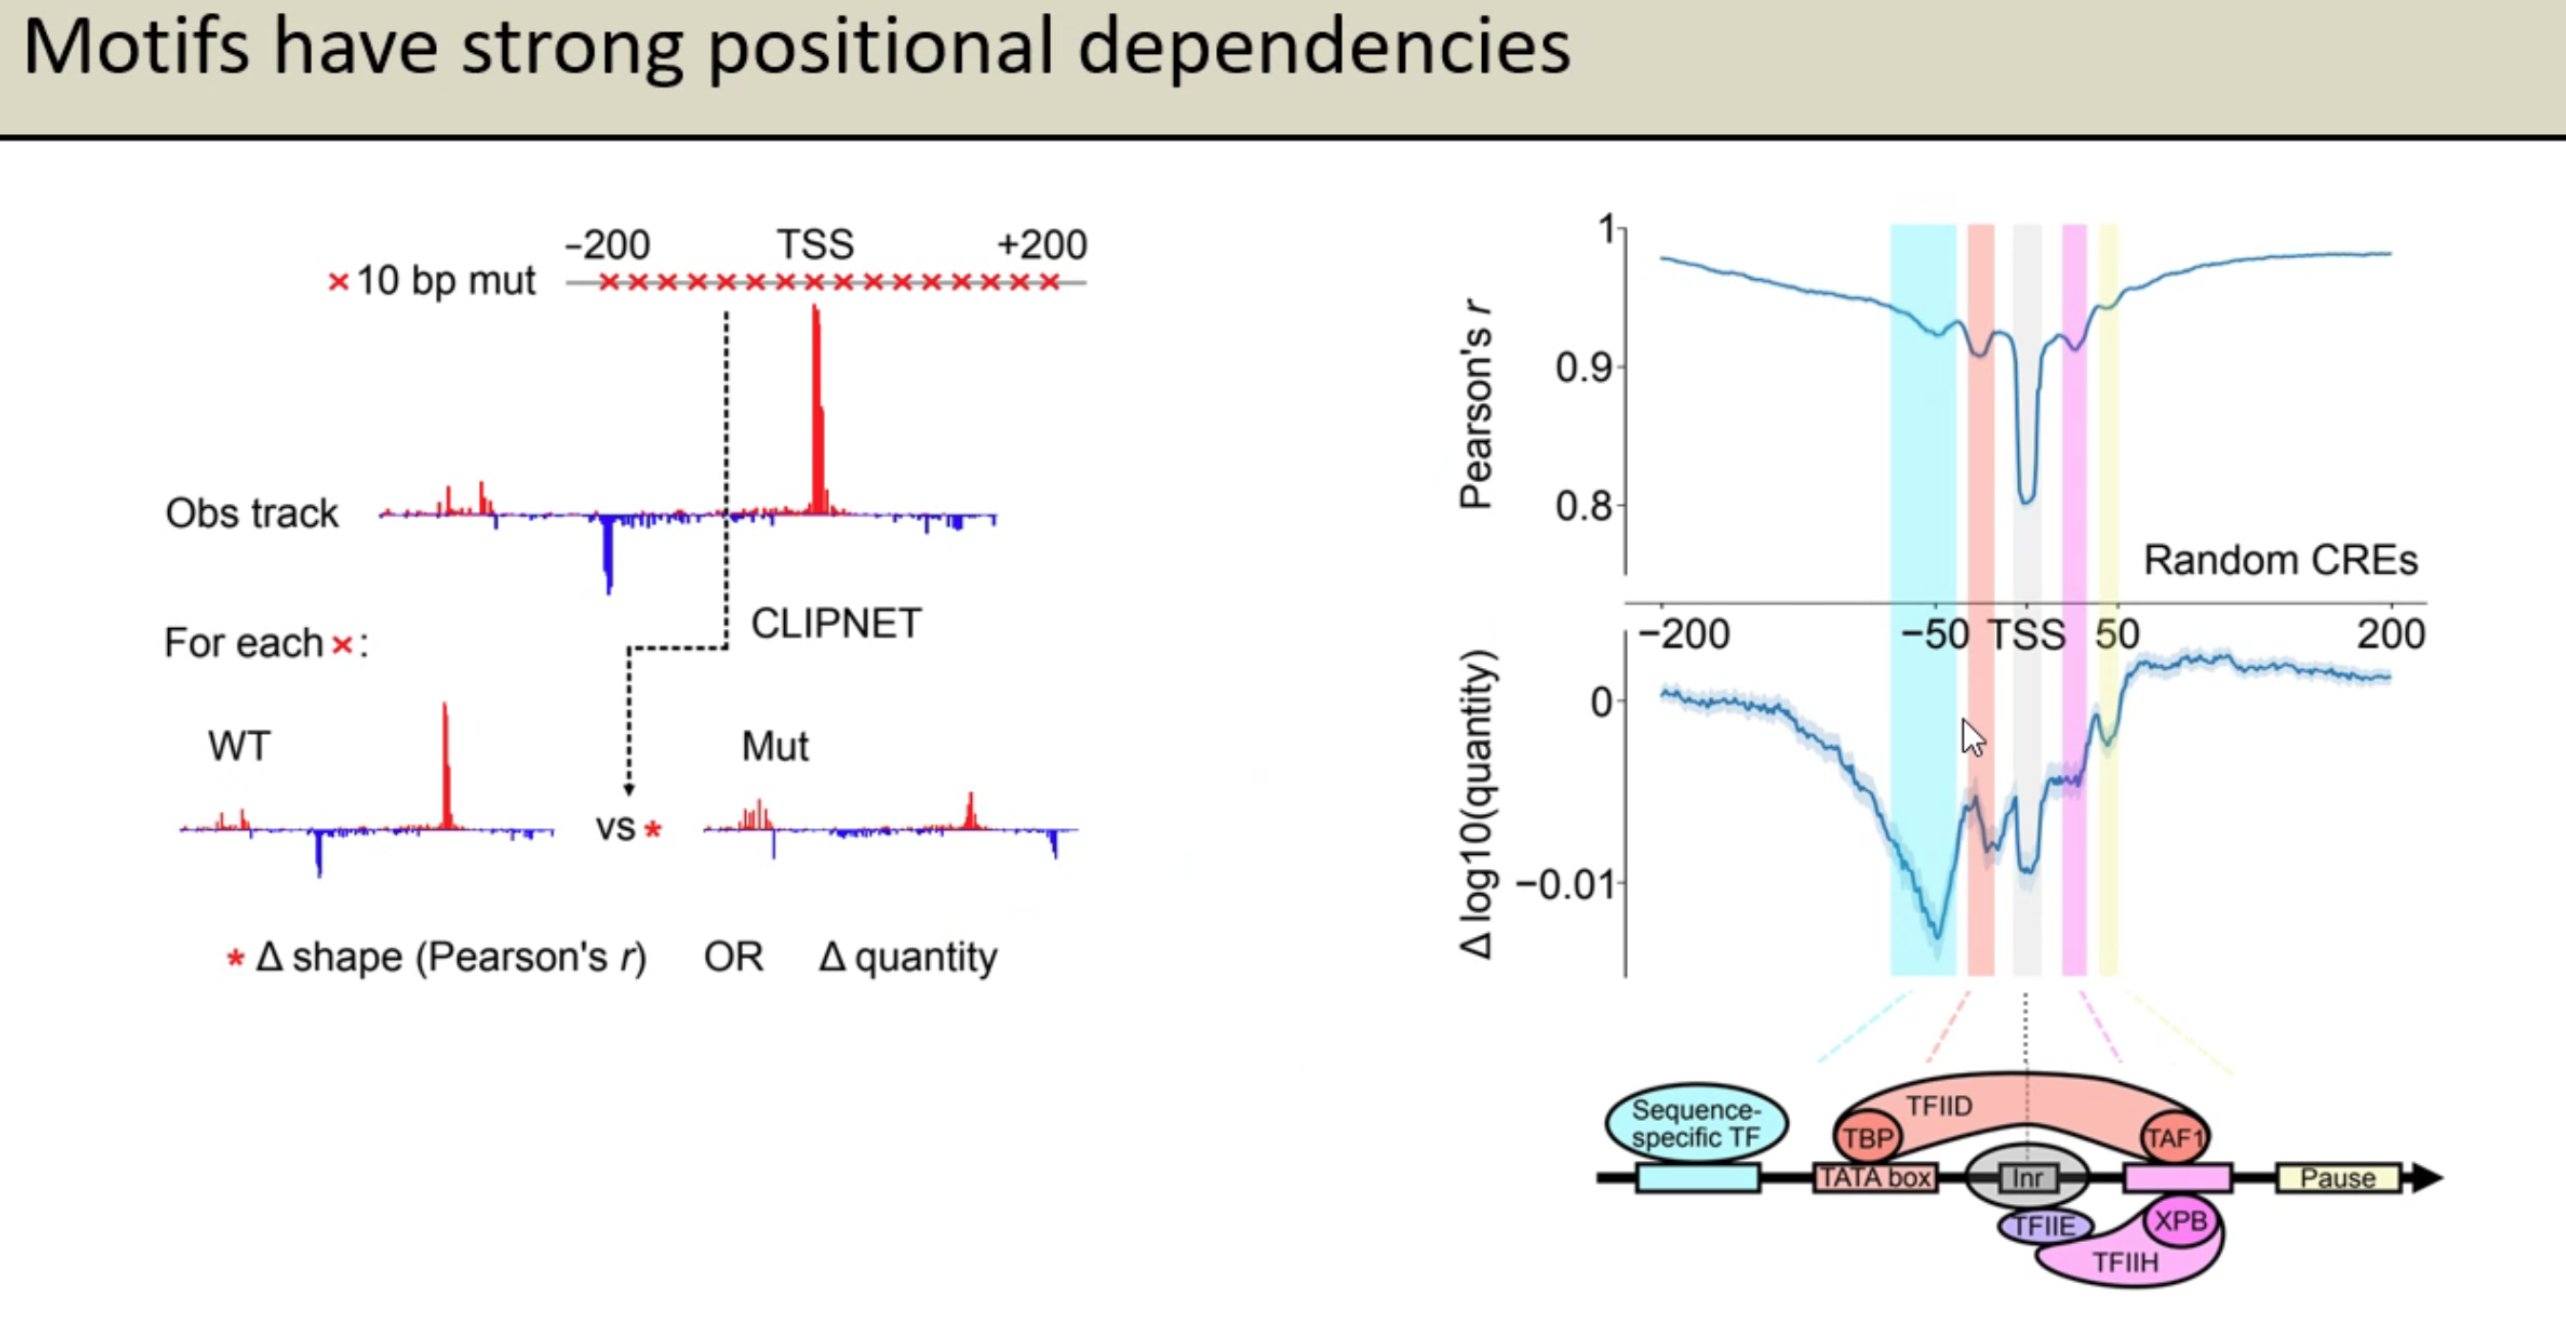 Motifs have strong positional dependencies
−200 TSS +200
× 10 bp mut
Obs track
CLIPNET
For each × :
WT
Mut
vs *
* Δ shape (Pearson's r) OR Δ quantity
Pearson's r
1
0.9
0.8
Random CREs
−200 −50 TSS 50 200
Δ log10(quantity)
0
−0.01
Sequence-
specific TF
TFIID
TBP
TAF1
TATA box
Inr
Pause
TFIIE
XPB
TFIIH